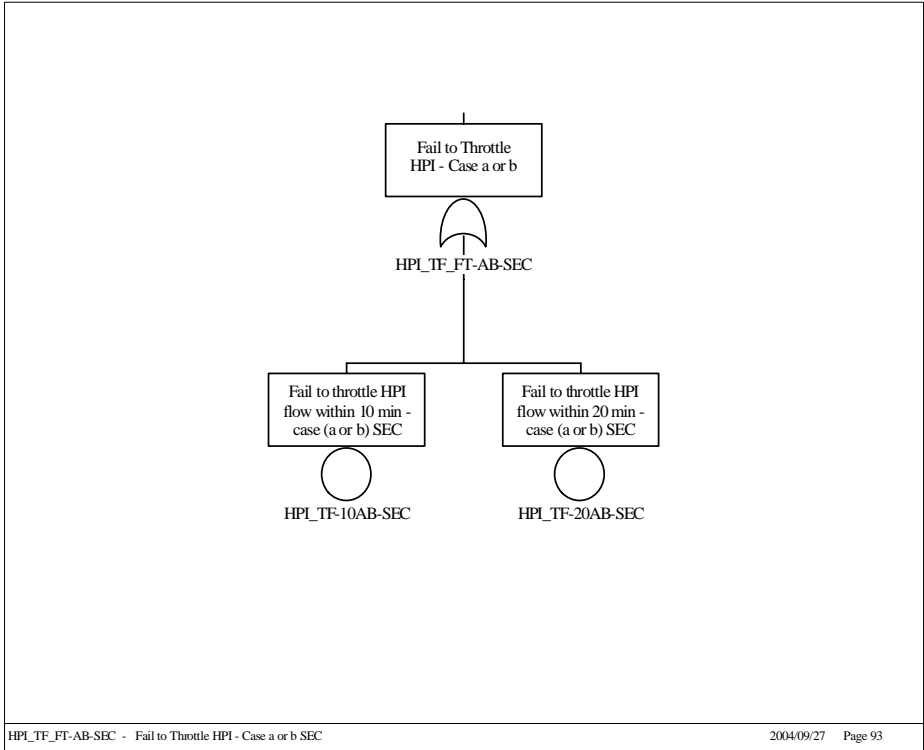 Fail to Throttle
HPI - Case a or b
HPI_TF_FT-AB-SEC
Fail to throttle HPI
flow within 10 min -
case (a or b) SEC
HPI_TF-10AB-SEC
Fail to throttle HPI
flow within 20 min -
case (a or b) SEC
HPI_TF-20AB-SEC
HPI_TF_FT-AB-SEC - Fail to Throttle HPI - Case a or b SEC 2004/09/27 Page 93